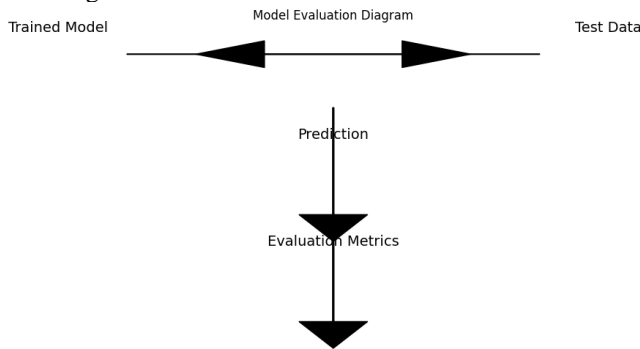 Model Evaluation Diagram
Trained Model
Test Data
Prediction
Evaluation Metrics